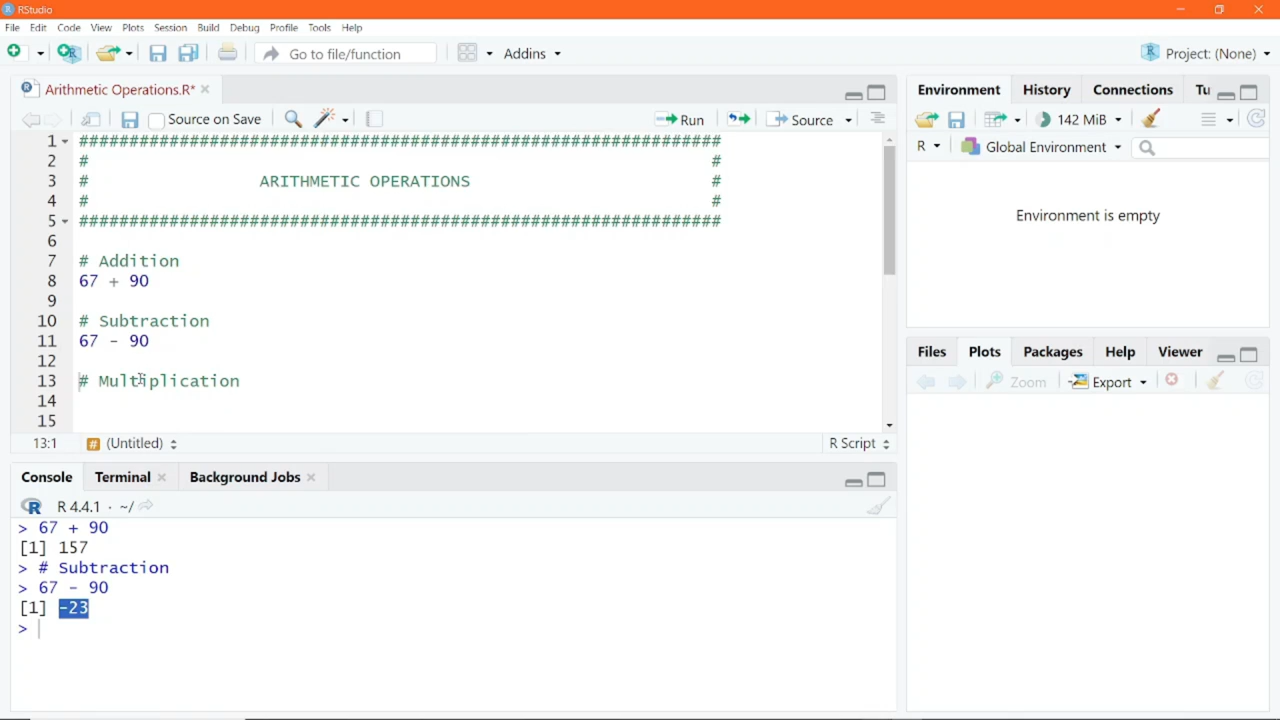 RStudio
File Edit Code View Plots Session Build Debug Profile Tools Help
Go to file/function Addins Project: (None)
Arithmetic Operations.R*
Source on Save Run Source
1 ################################################################
2 # #
3 # ARITHMETIC OPERATIONS #
4 # #
5 ################################################################
6
7 # Addition
8 67 + 90
9
10 # Subtraction
11 67 - 90
12
13 # Multiplication
14
15
13:1 # (Untitled) R Script
Console Terminal Background Jobs
R R 4.4.1 · ~/
> 67 + 90
[1] 157
> # Subtraction
> 67 - 90
[1] -23
>
Environment History Connections Tu
142 MiB
R Global Environment
Environment is empty
Files Plots Packages Help Viewer
Zoom Export